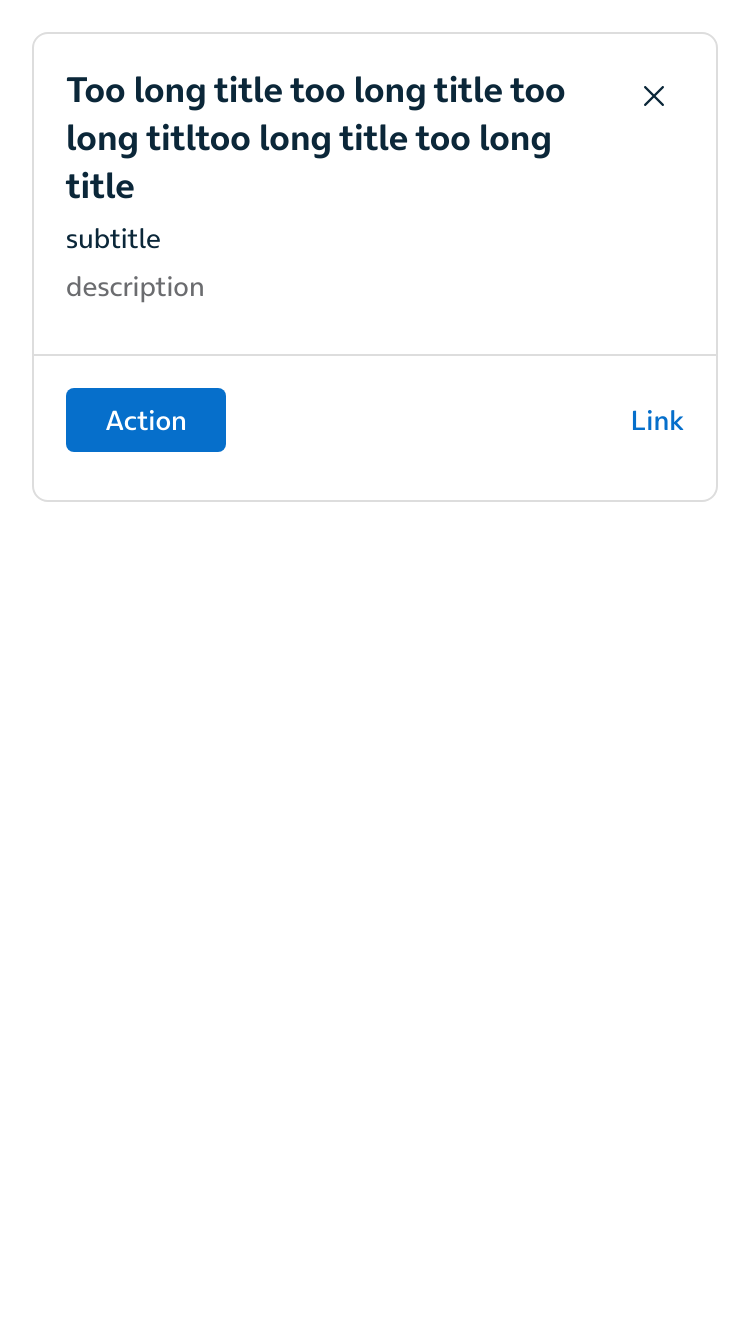 Too long title too long title too
long titltoo long title too long
title
subtitle
description
Action
Link